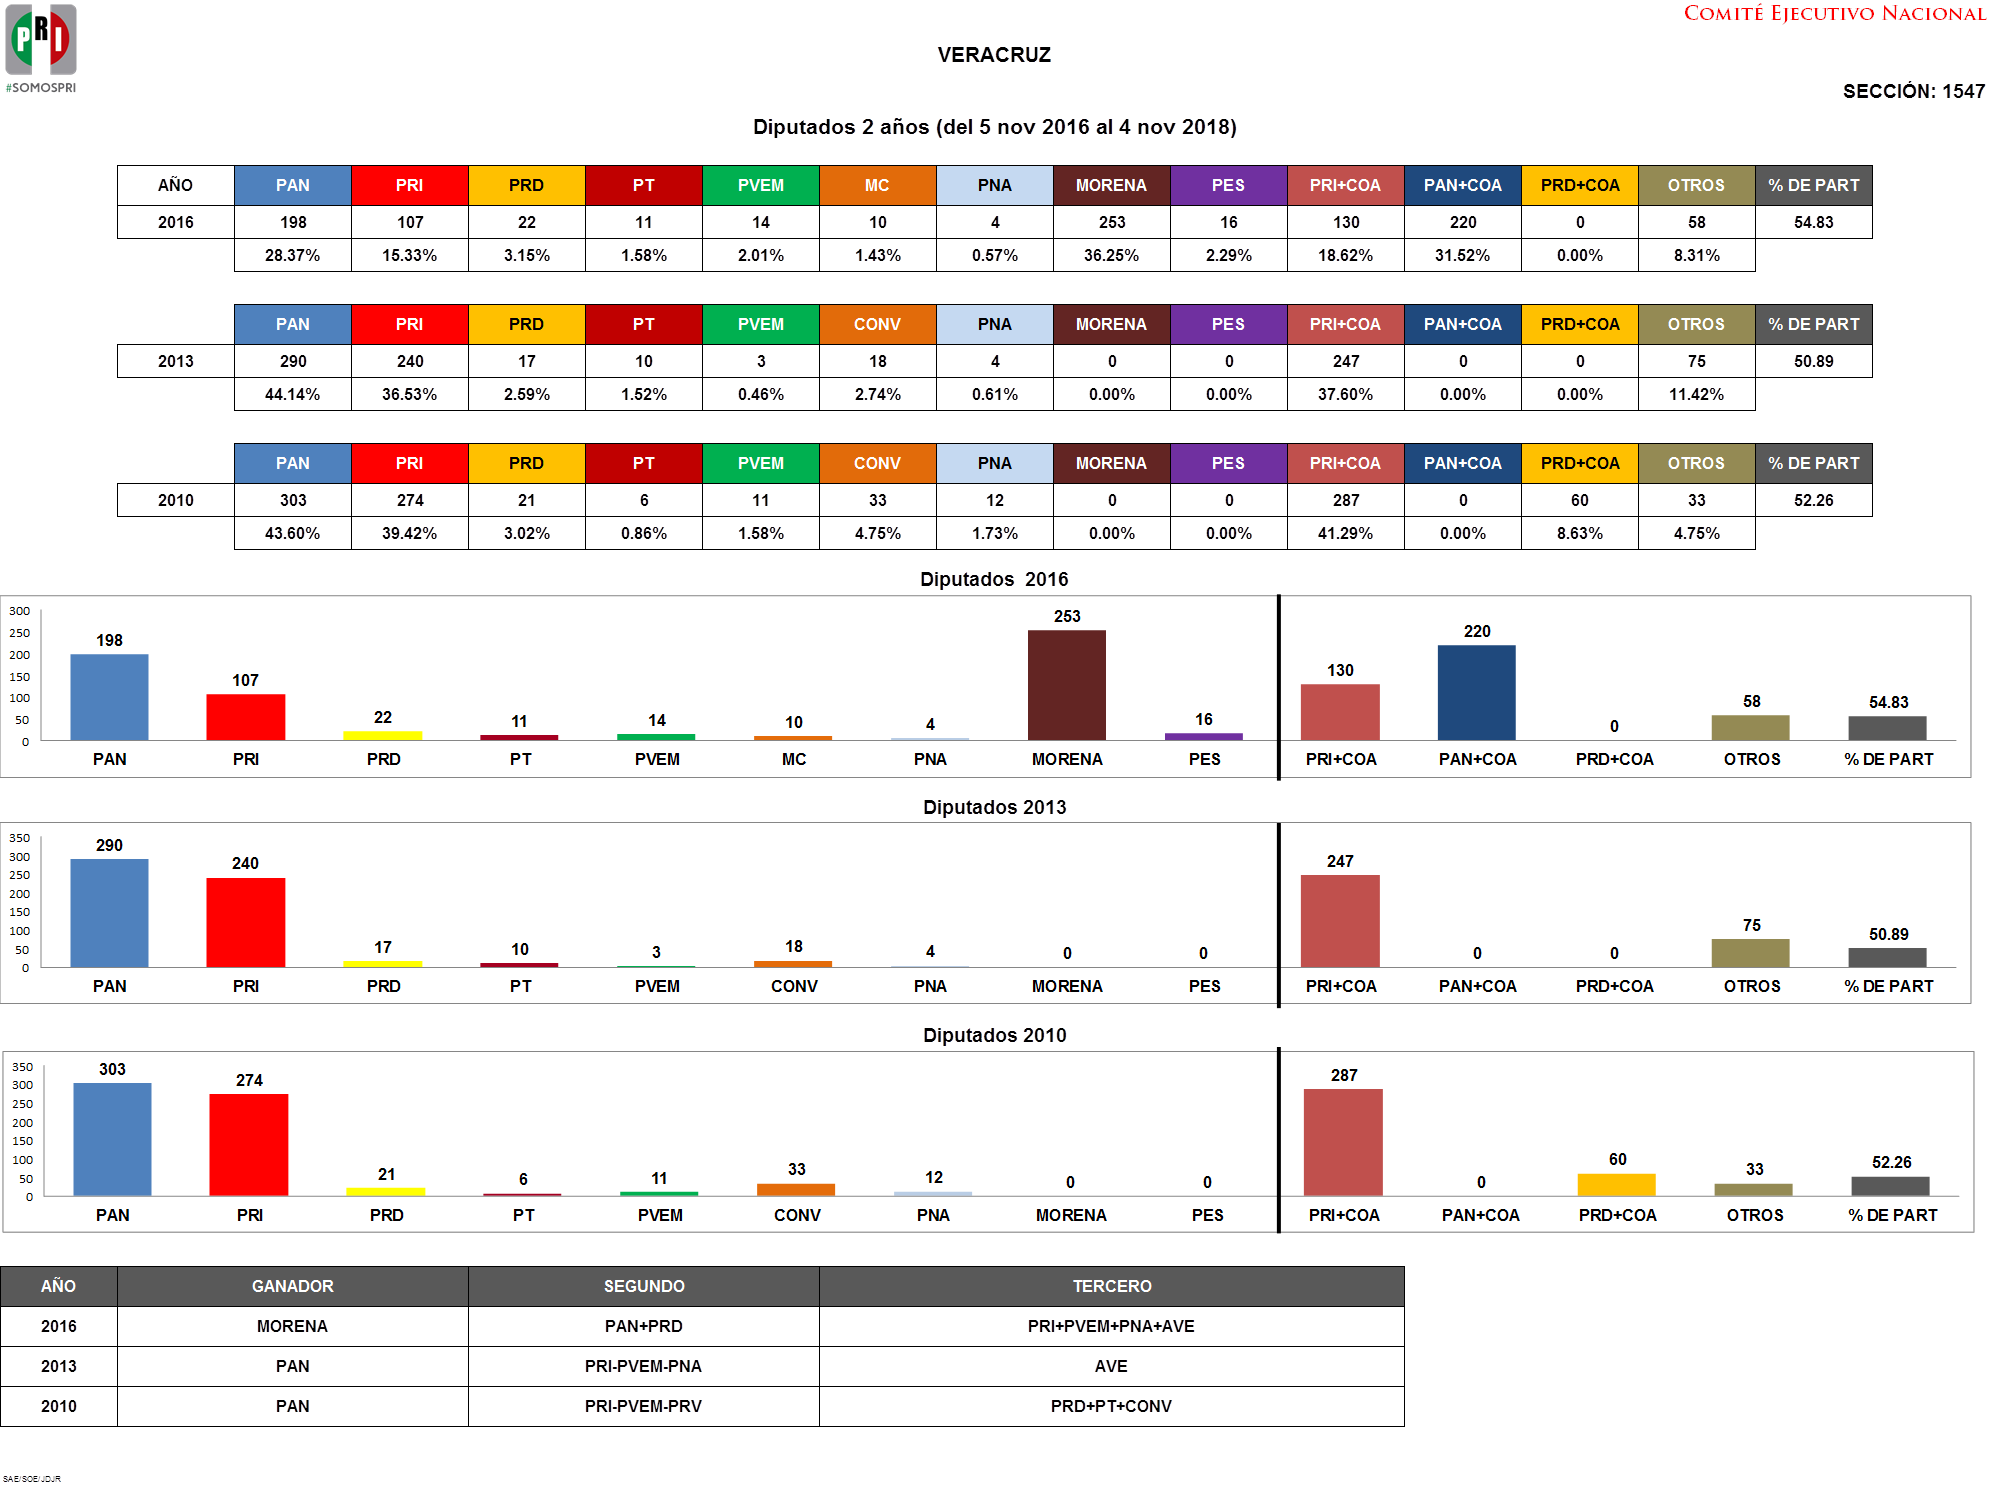 PRI
#SOMOSPRI
COMITÉ EJECUTIVO NACIONAL
VERACRUZ
SECCIÓN: 1547
Diputados 2 años (del 5 nov 2016 al 4 nov 2018)
AÑO PAN PRI PRD PT PVEM MC PNA MORENA PES PRI+COA PAN+COA PRD+COA OTROS % DE PART
2016 198 107 22 11 14 10 4 253 16 130 220 0 58 54.83
28.37% 15.33% 3.15% 1.58% 2.01% 1.43% 0.57% 36.25% 2.29% 18.62% 31.52% 0.00% 8.31%
PAN PRI PRD PT PVEM CONV PNA MORENA PES PRI+COA PAN+COA PRD+COA OTROS % DE PART
2013 290 240 17 10 3 18 4 0 0 247 0 0 75 50.89
44.14% 36.53% 2.59% 1.52% 0.46% 2.74% 0.61% 0.00% 0.00% 37.60% 0.00% 0.00% 11.42%
PAN PRI PRD PT PVEM CONV PNA MORENA PES PRI+COA PAN+COA PRD+COA OTROS % DE PART
2010 303 274 21 6 11 33 12 0 0 287 0 60 33 52.26
43.60% 39.42% 3.02% 0.86% 1.58% 4.75% 1.73% 0.00% 0.00% 41.29% 0.00% 8.63% 4.75%
Diputados 2016
300
250
200
150
100
50
0
198 107 22 11 14 10 4 253 16 130 220 0 58 54.83
PAN PRI PRD PT PVEM MC PNA MORENA PES PRI+COA PAN+COA PRD+COA OTROS % DE PART
Diputados 2013
350
300
250
200
150
100
50
0
290 240 17 10 3 18 4 0 0 247 0 0 75 50.89
PAN PRI PRD PT PVEM CONV PNA MORENA PES PRI+COA PAN+COA PRD+COA OTROS % DE PART
Diputados 2010
350
300
250
200
150
100
50
0
303 274 21 6 11 33 12 0 0 287 0 60 33 52.26
PAN PRI PRD PT PVEM CONV PNA MORENA PES PRI+COA PAN+COA PRD+COA OTROS % DE PART
AÑO GANADOR SEGUNDO TERCERO
2016 MORENA PAN+PRD PRI+PVEM+PNA+AVE
2013 PAN PRI-PVEM-PNA AVE
2010 PAN PRI-PVEM-PRV PRD+PT+CONV
SAE/SOE/JDJR